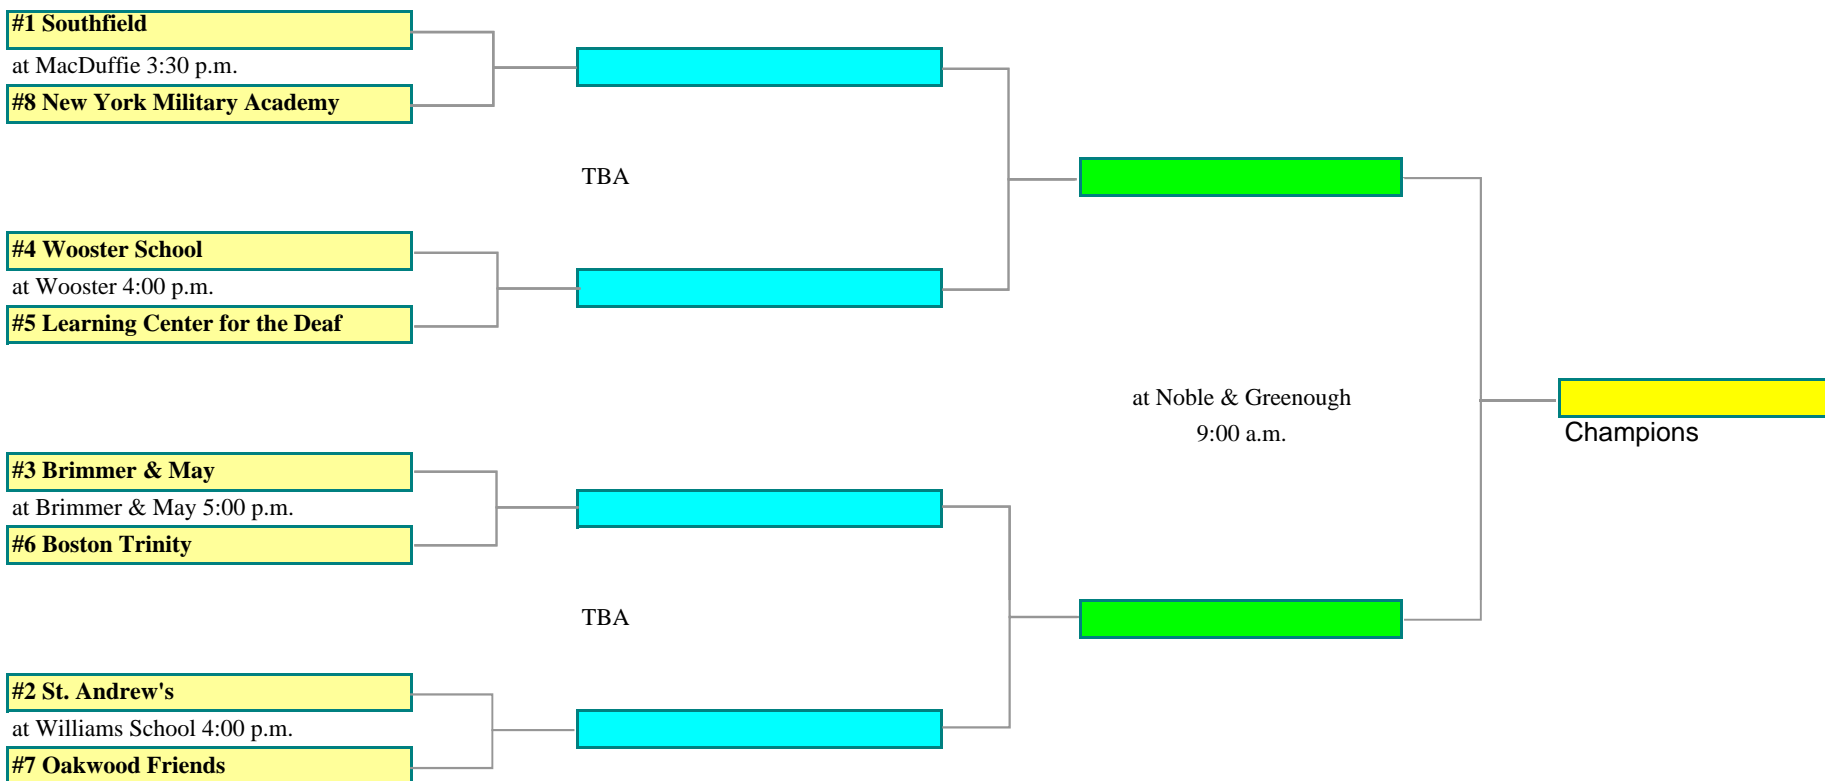 #1 Southfield
at MacDuffie 3:30 p.m.
#8 New York Military Academy
TBA
#4 Wooster School
at Wooster 4:00 p.m.
#5 Learning Center for the Deaf
at Noble & Greenough
9:00 a.m.
Champions
#3 Brimmer & May
at Brimmer & May 5:00 p.m.
#6 Boston Trinity
TBA
#2 St. Andrew's
at Williams School 4:00 p.m.
#7 Oakwood Friends